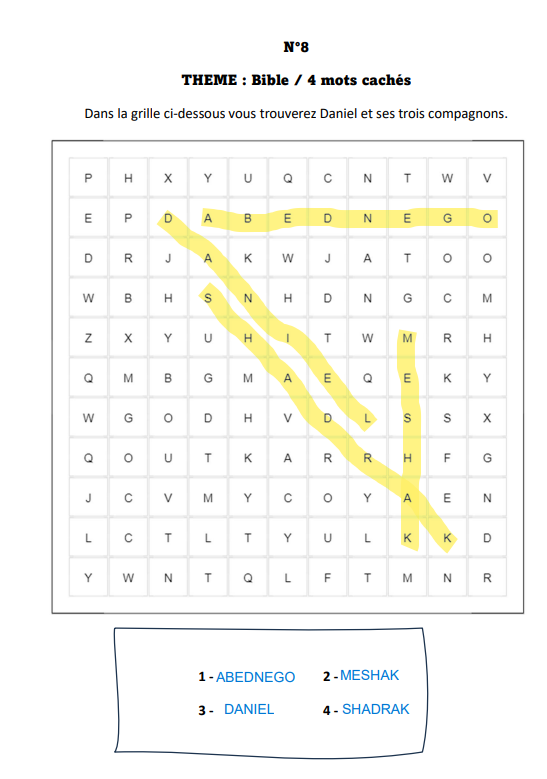 N°8
THEME : Bible / 4 mots cachés
Dans la grille ci-dessous vous trouverez Daniel et ses trois compagnons.
P H X Y U Q C N T W V
E P D A B E D N E G O
D R J A K W J A T O O
W B H S N H D N G C M
Z X Y U H I T W M R H
Q M B G M A E Q E K Y
W G O D H V D L S S X
Q O U T K A R R H F G
J C V M Y C O Y A E N
L C T L T Y U L K K D
Y W N T Q L F T M N R
1 - ABEDNEGO 2 - MESHAK
3 - DANIEL 4 - SHADRAK